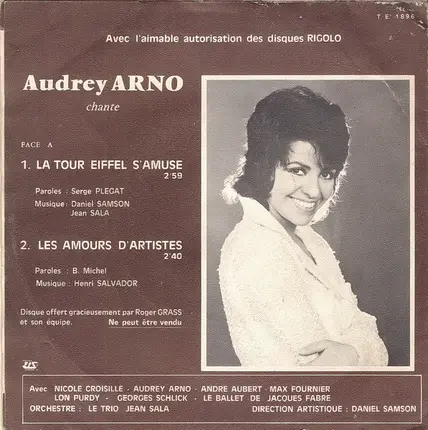 T E' 1896
Avec l'aimable autorisation des disques RIGOLO
Audrey ARNO
chante
FACE A
1. LA TOUR EIFFEL S'AMUSE
2'59
Paroles : Serge PLEGAT
Musique : Daniel SAMSON
Jean SALA
2. LES AMOURS D'ARTISTES
2'40
Paroles : B. Michel
Musique : Henri SALVADOR
Disque offert gracieusement par Roger GRASS
et son équipe. Ne peut être vendu
Avec NICOLE CROISILLE - AUDREY ARNO - ANDRE AUBERT - MAX FOURNIER
LON PURDY - GEORGES SCHLICK - LE BALLET DE JACQUES FABRE
ORCHESTRE : LE TRIO JEAN SALA DIRECTION ARTISTIQUE : DANIEL SAMSON